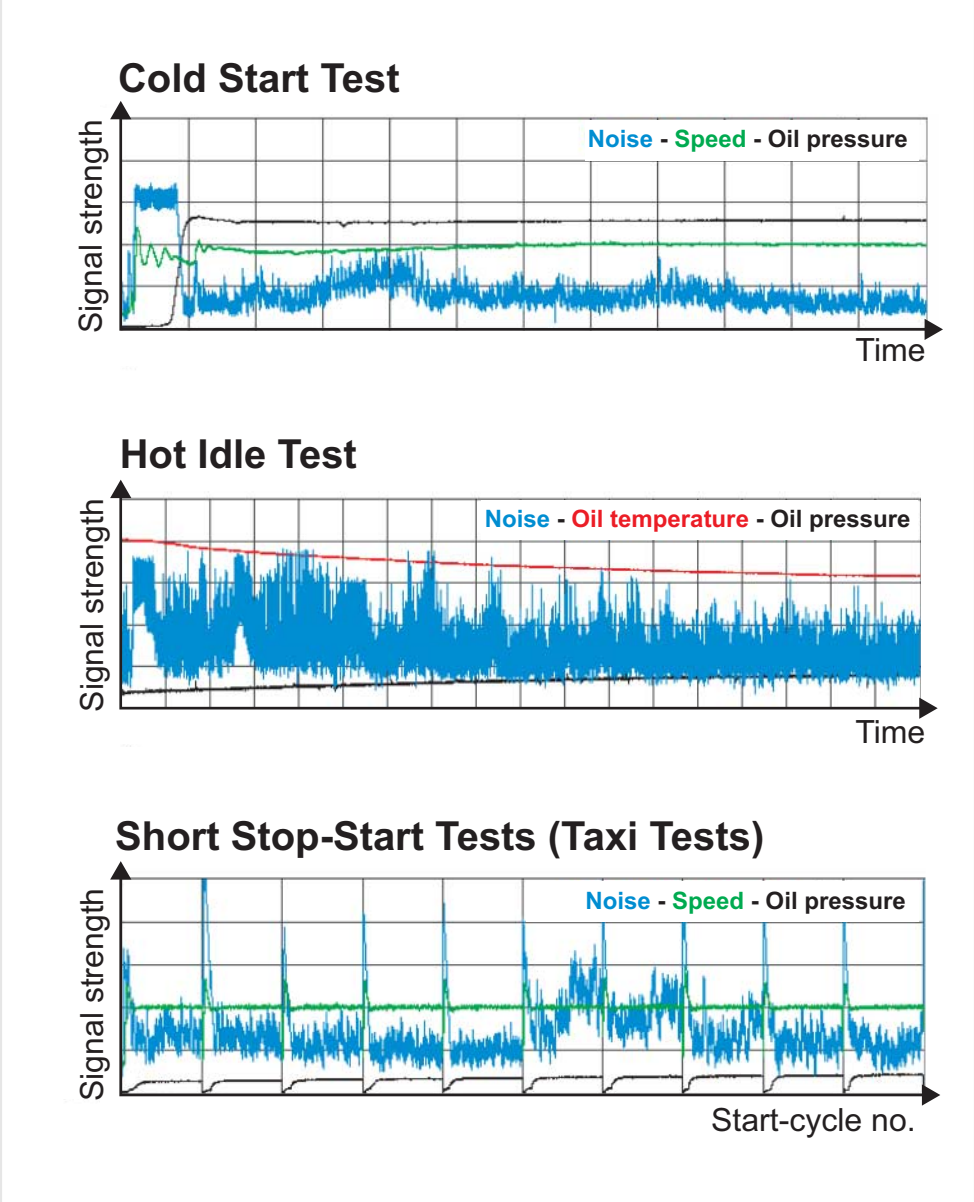 Cold Start Test
Signal strength
Noise - Speed - Oil pressure
Time
Hot Idle Test
Signal strength
Noise - Oil temperature - Oil pressure
Time
Short Stop-Start Tests (Taxi Tests)
Signal strength
Noise - Speed - Oil pressure
Start-cycle no.